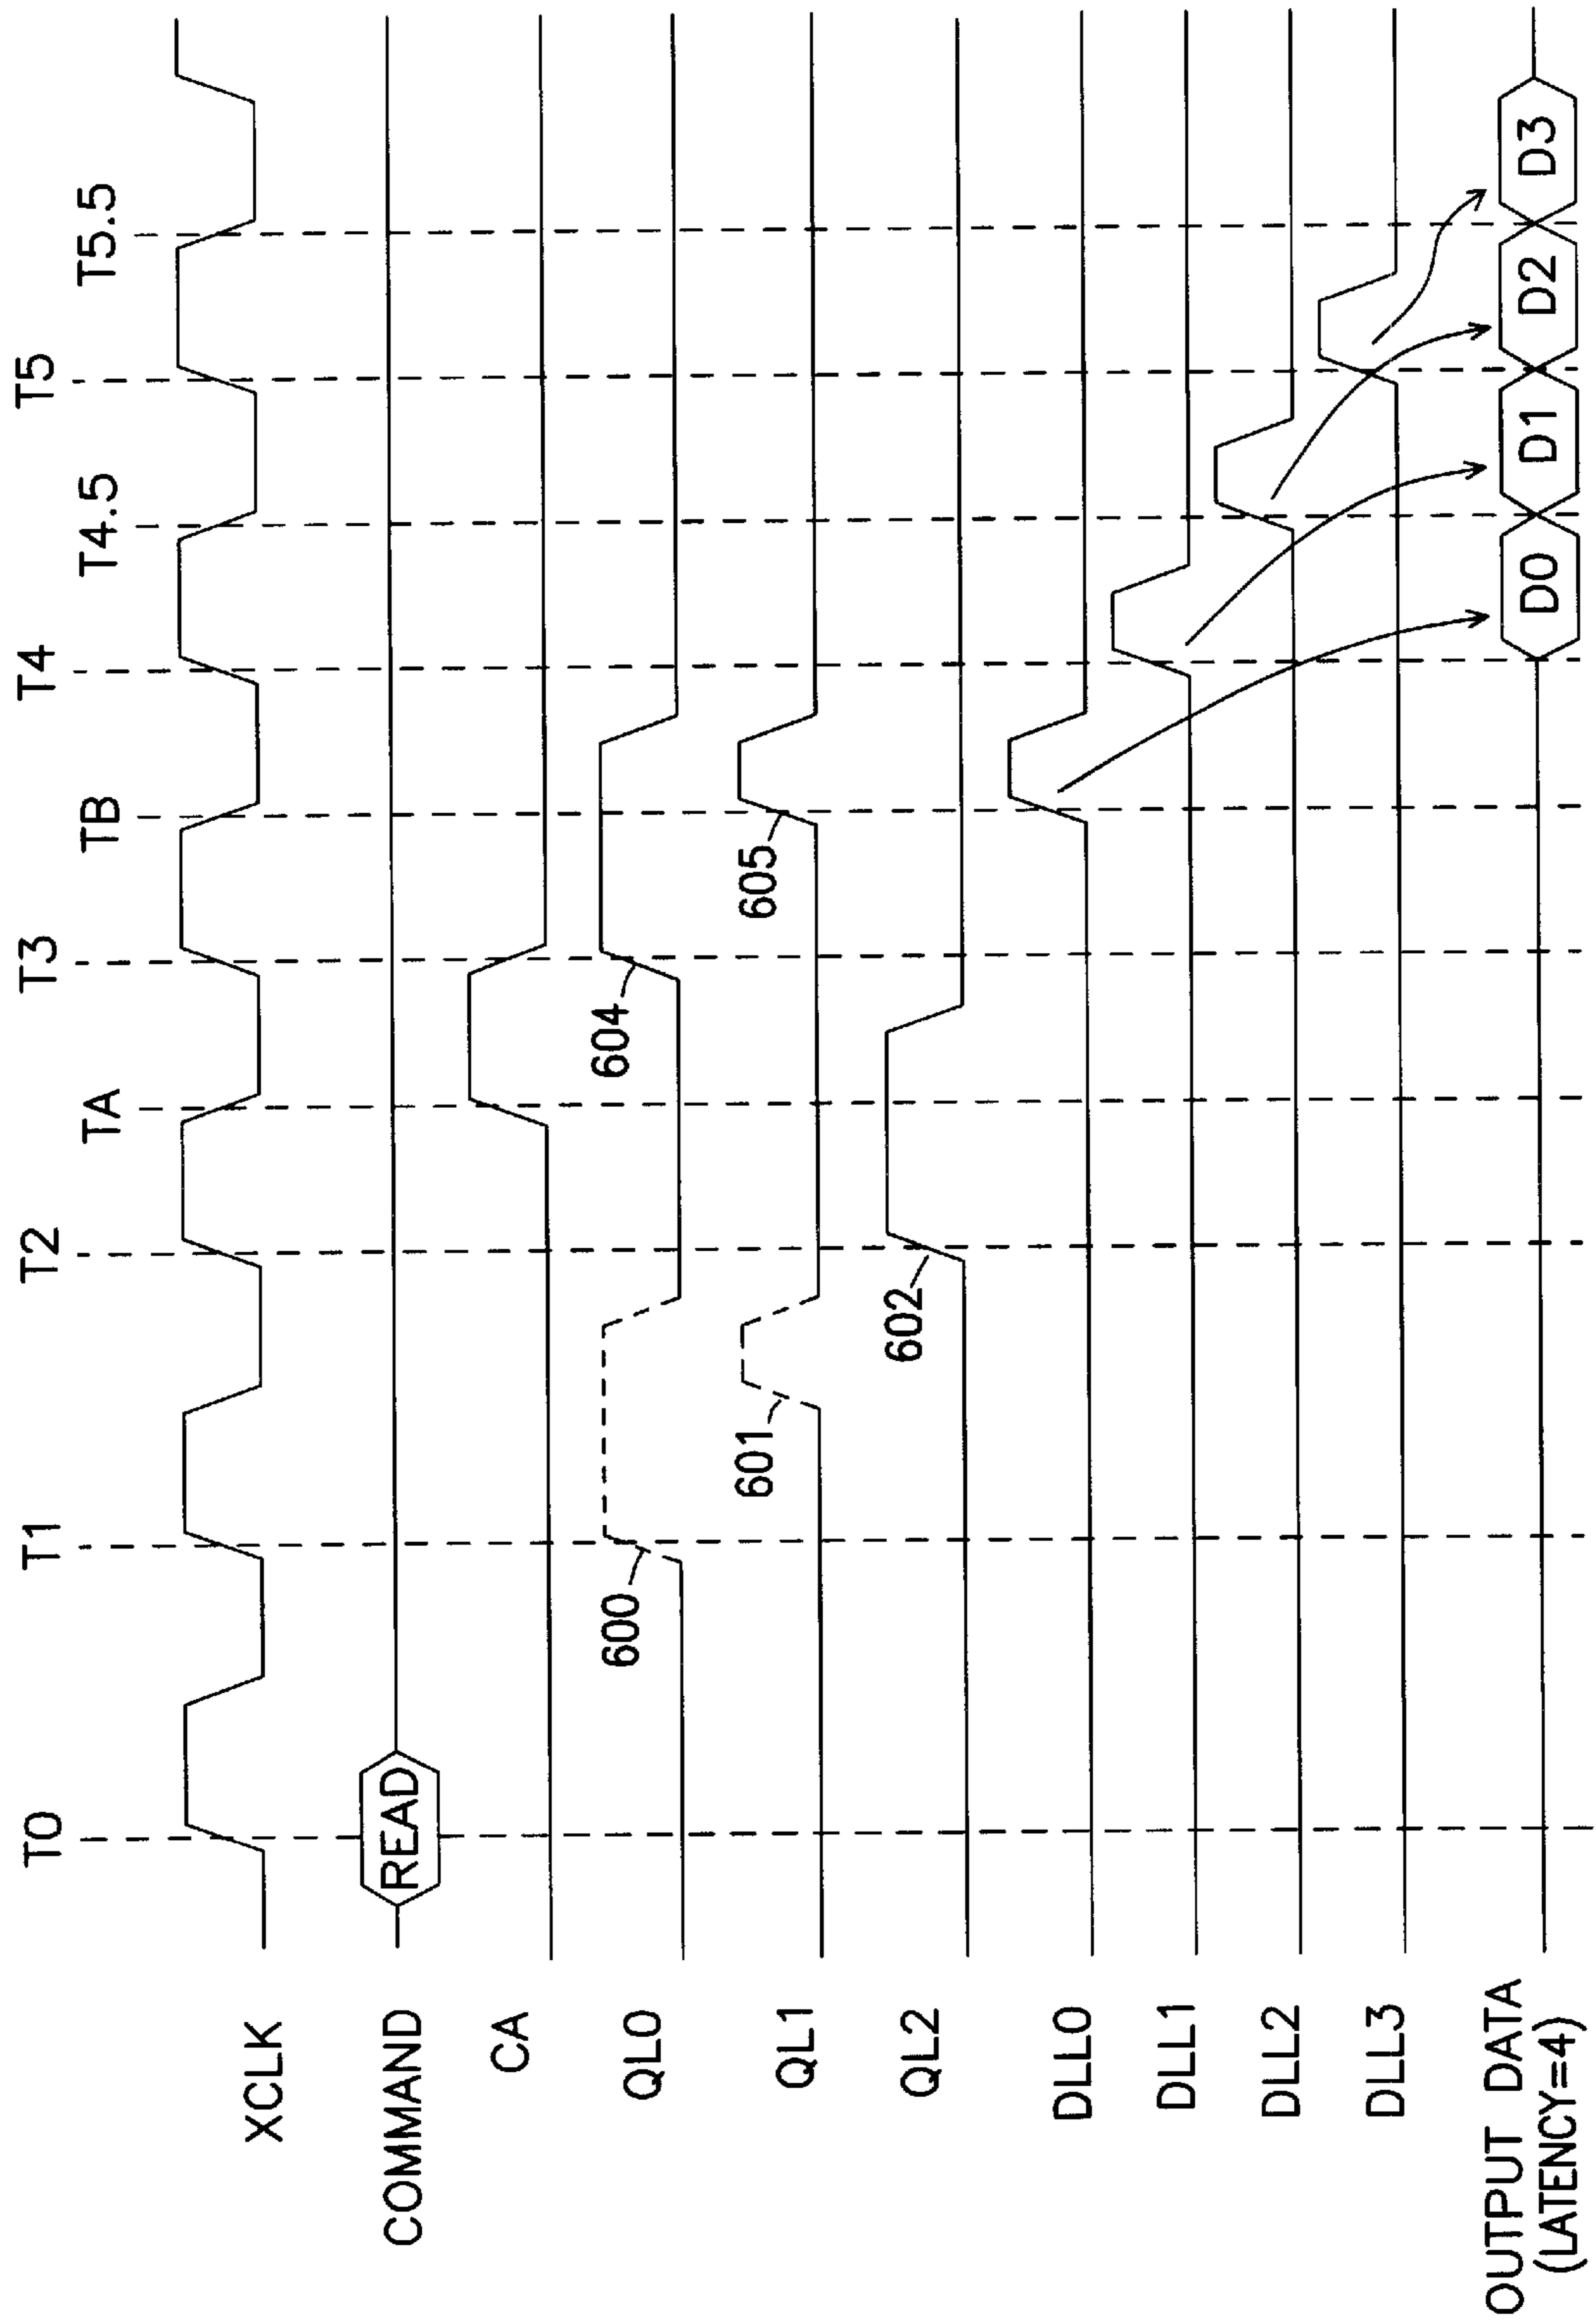 T0
T1
T2
TA
T3
TB
T4
T4.5
T5
T5.5
XCLK
COMMAND
READ
CA
QL0
600
604
QL1
601
605
QL2
602
DLL0
DLL1
DLL2
DLL3
OUTPUT DATA
(LATENCY=4)
D0
D1
D2
D3